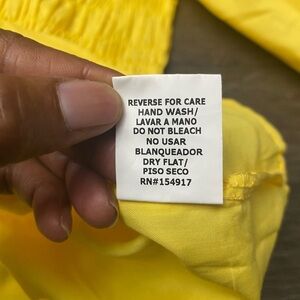 REVERSE FOR CARE
HAND WASH/
LAVAR A MANO
DO NOT BLEACH
NO USAR
BLANQUEADOR
DRY FLAT/
PISO SECO
RN#154917